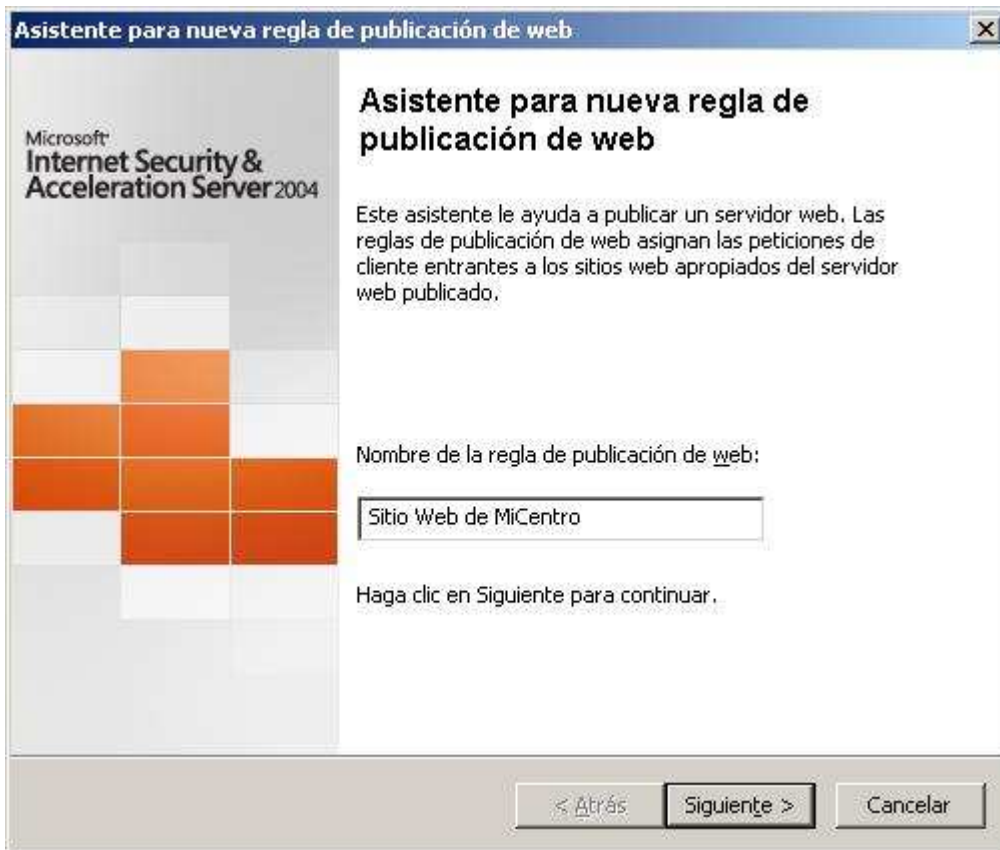 Asistente para nueva regla de publicación de web
Microsoft
Internet Security &
Acceleration Server 2004
Asistente para nueva regla de
publicación de web
Este asistente le ayuda a publicar un servidor web. Las
reglas de publicación de web asignan las peticiones de
cliente entrantes a los sitios web apropiados del servidor
web publicado.
Nombre de la regla de publicación de web:
Sitio Web de MiCentro
Haga clic en Siguiente para continuar.
< Atrás
Siguiente >
Cancelar